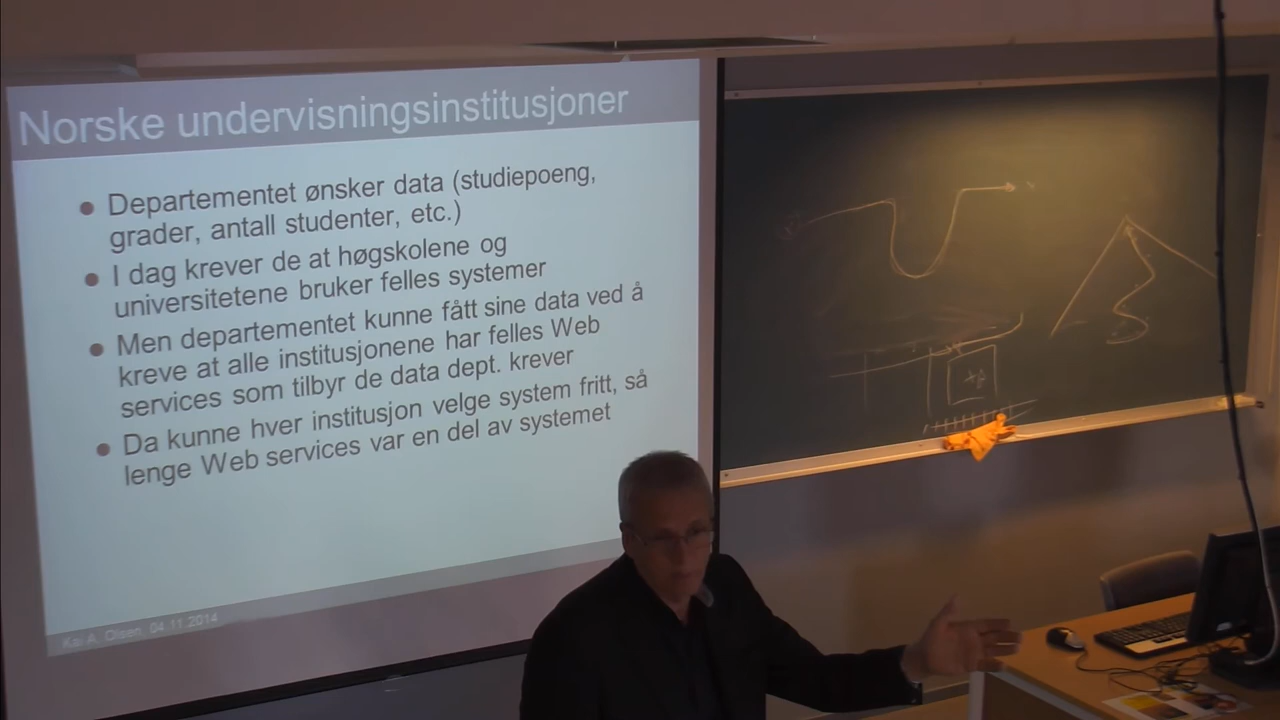 Norske undervisningsinstitusjoner
Departementet ønsker data (studiepoeng,
grader, antall studenter, etc.)
I dag krever de at høgskolene og
universitetene bruker felles systemer
Men departementet kunne fått sine data ved å
kreve at alle institusjonene har felles Web
services som tilbyr de data dept. krever
Da kunne hver institusjon velge system fritt, så
lenge Web services var en del av systemet
Kai A. Olsen, 04.11.2014